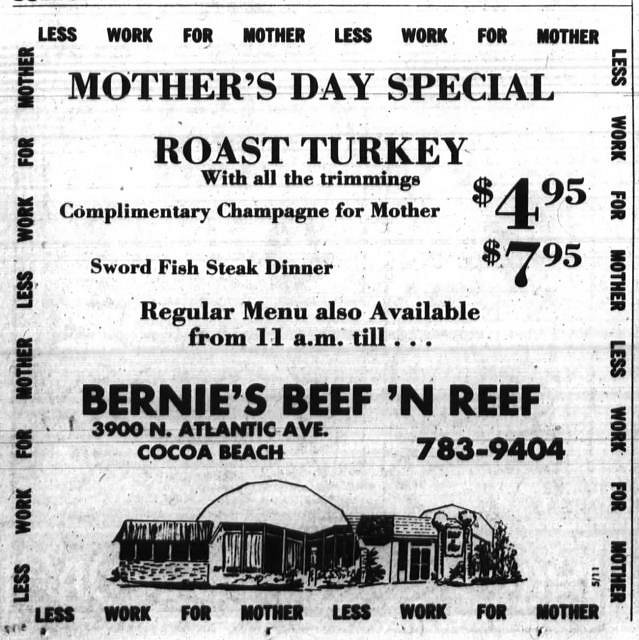 LESS WORK FOR MOTHER LESS WORK FOR MOTHER
MOTHER'S DAY SPECIAL
ROAST TURKEY
With all the trimmings
Complimentary Champagne for Mother
$4.95
Sword Fish Steak Dinner
$7.95
Regular Menu also Available
from 11 a.m. till . . .
BERNIE'S BEEF 'N REEF
3900 N. ATLANTIC AVE.
COCOA BEACH
783-9404
5/11
LESS WORK FOR MOTHER LESS WORK FOR MOTHER
LESS WORK FOR MOTHER LESS WORK FOR MOTHER
LESS WORK FOR MOTHER LESS WORK FOR MOTHER